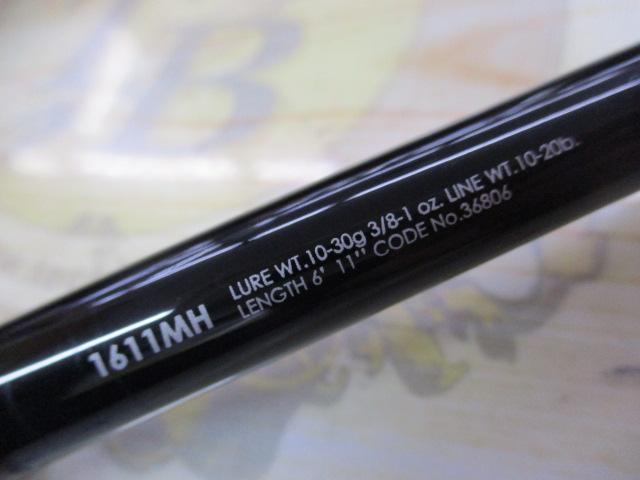 1611MH
LURE WT.10-30g 3/8-1 oz. LINE WT.10-20lb.
LENGTH 6' 11" CODE No.36806
B